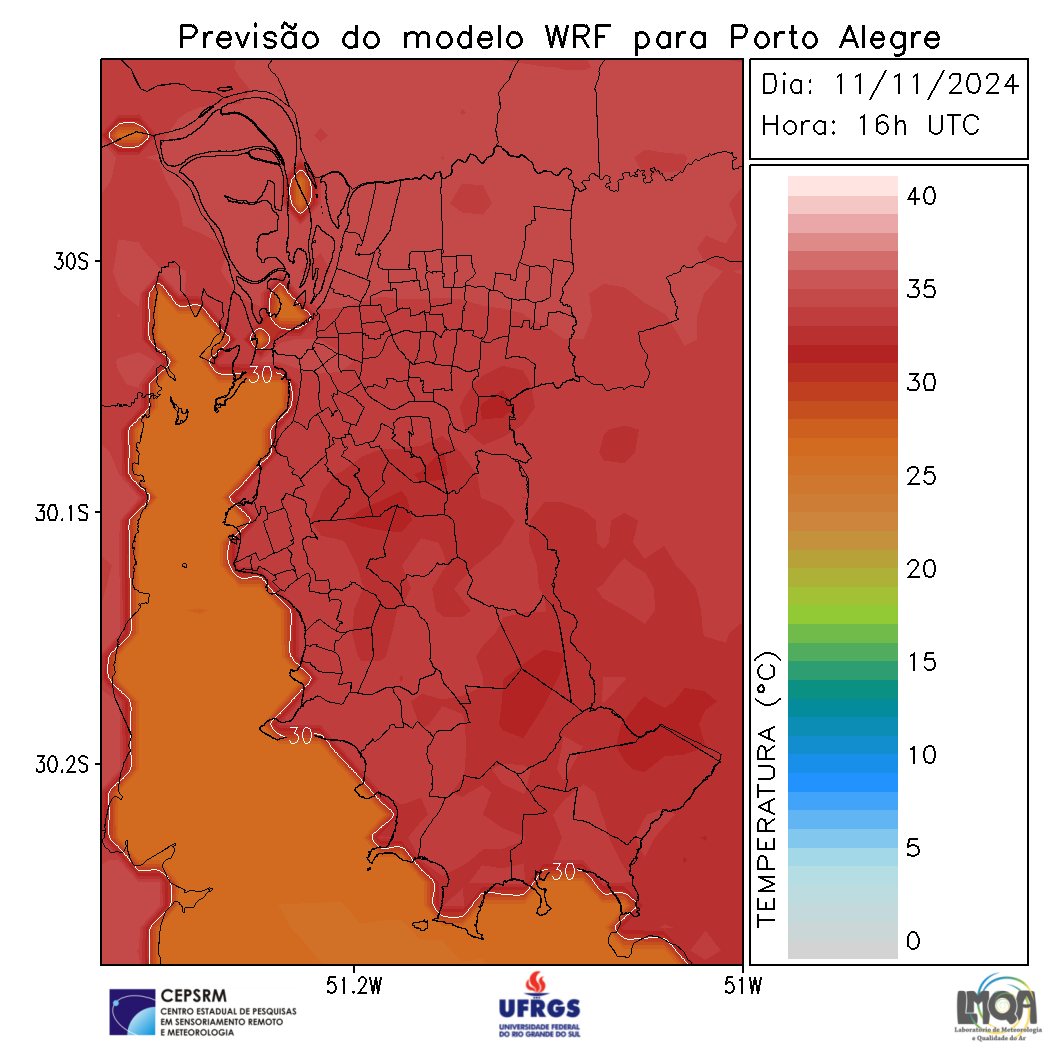 Previsão do modelo WRF para Porto Alegre
Dia: 11/11/2024
Hora: 16h UTC
40
35
30
25
20
15
10
5
0
TEMPERATURA (°C)
30S
30.1S
30.2S
30
30
30
51.2W
51W
CEPSRM
CENTRO ESTADUAL DE PESQUISAS
EM SENSORIAMENTO REMOTO
E METEOROLOGIA
UFRGS
UNIVERSIDADE FEDERAL
DO RIO GRANDE DO SUL
LMQA
Laboratório de Meteorologia
e Qualidade do Ar